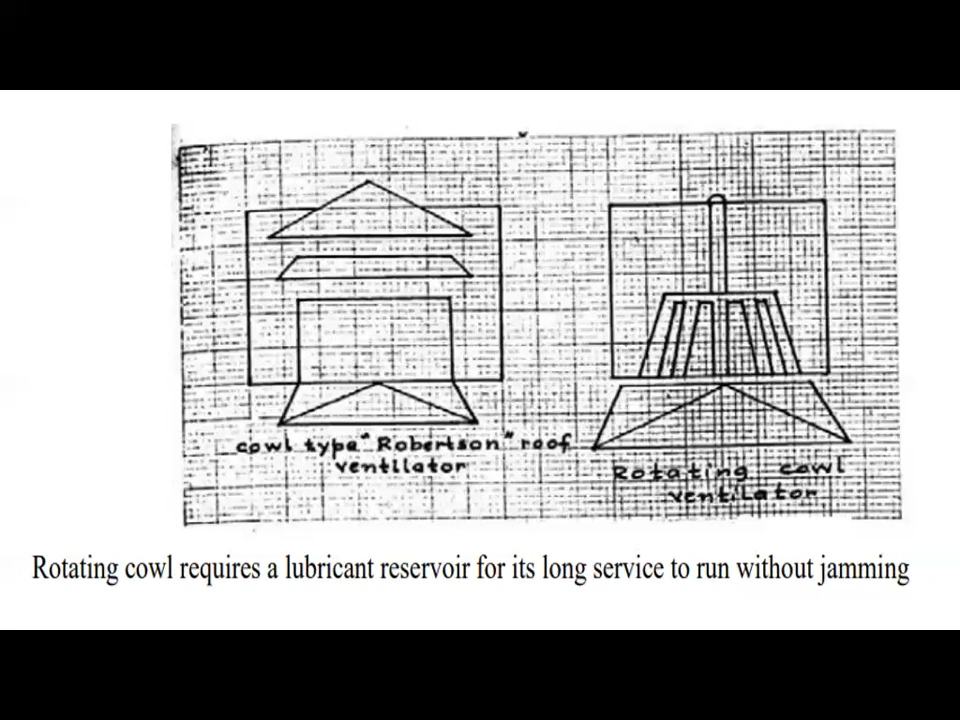 cowl type "Robertson" roof
ventilator
Rotating cowl
ventilator
Rotating cowl requires a lubricant reservoir for its long service to run without jamming